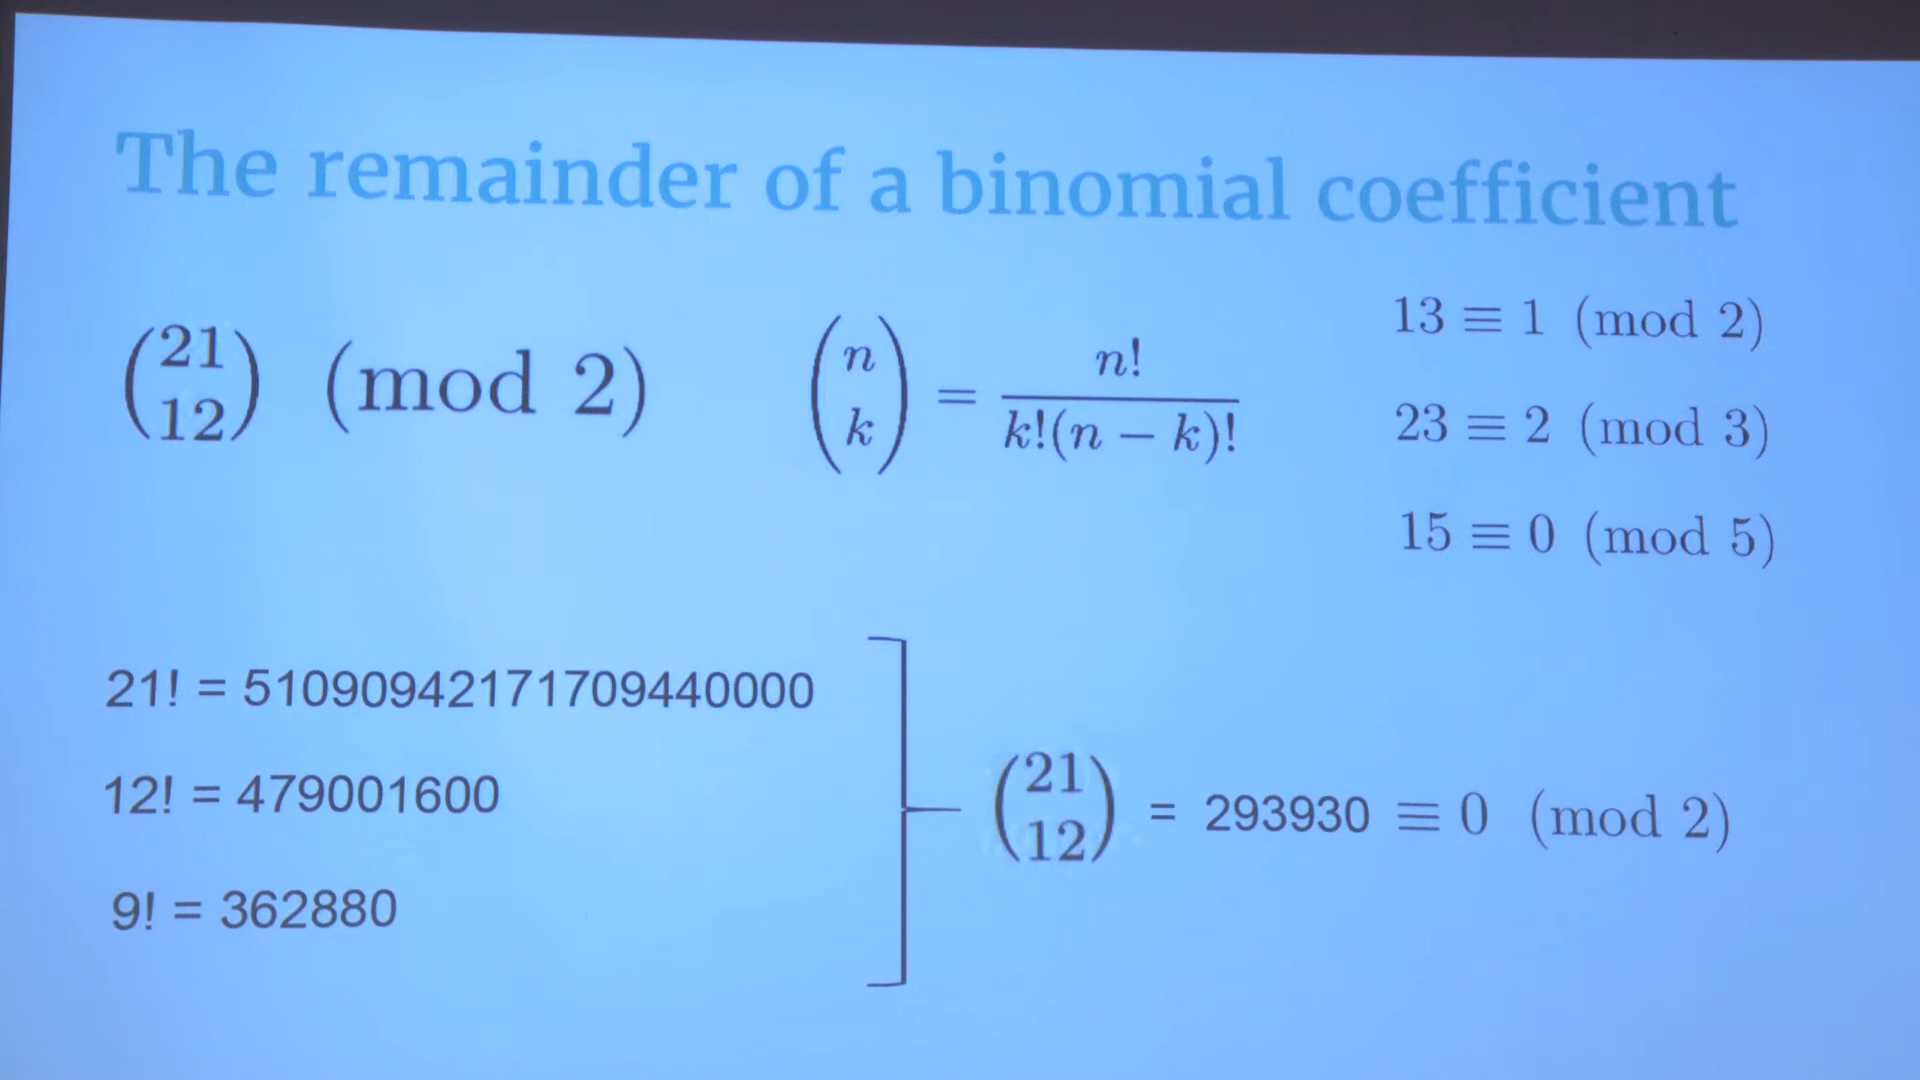 The remainder of a binomial coefficient
(21 12) (mod 2)
(n k) = n! / k!(n − k)!
13 ≡ 1 (mod 2)
23 ≡ 2 (mod 3)
15 ≡ 0 (mod 5)
21! = 51090942171709440000
12! = 479001600
9! = 362880
(21 12) = 293930 ≡ 0 (mod 2)